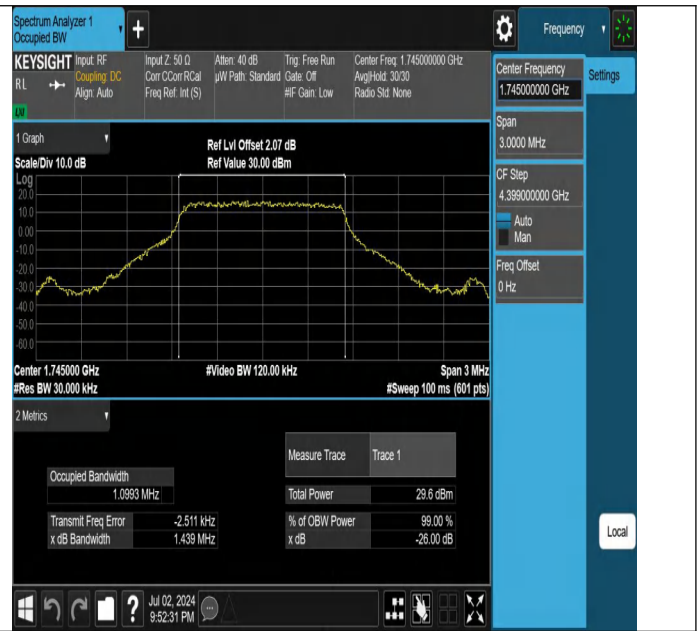 Spectrum Analyzer 1
Occupied BW
+
Frequency
KEYSIGHT
RL
LXI
Input: RF
Coupling: DC
Align: Auto
Input Z: 50 Ω
Corr CCorr RCal
Freq Ref: Int (S)
Atten: 40 dB
µW Path: Standard
Trig: Free Run
Gate: Off
#IF Gain: Low
Center Freq: 1.745000000 GHz
Avg|Hold: 30/30
Radio Std: None
Center Frequency
1.745000000 GHz
Settings
Span
3.0000 MHz
CF Step
4.399000000 GHz
Auto
Man
Freq Offset
0 Hz
1 Graph
Scale/Div 10.0 dB
Ref Lvl Offset 2.07 dB
Ref Value 30.00 dBm
Log
20.0
10.0
0.00
-10.0
-20.0
-30.0
-40.0
-50.0
-60.0
Center 1.745000 GHz
#Video BW 120.00 kHz
Span 3 MHz
#Res BW 30.000 kHz
#Sweep 100 ms (601 pts)
2 Metrics
Measure Trace
Trace 1
Occupied Bandwidth
1.0993 MHz
Total Power
29.6 dBm
Transmit Freq Error
-2.511 kHz
% of OBW Power
99.00 %
x dB Bandwidth
1.439 MHz
x dB
-26.00 dB
Local
?
Jul 02, 2024
9:52:31 PM